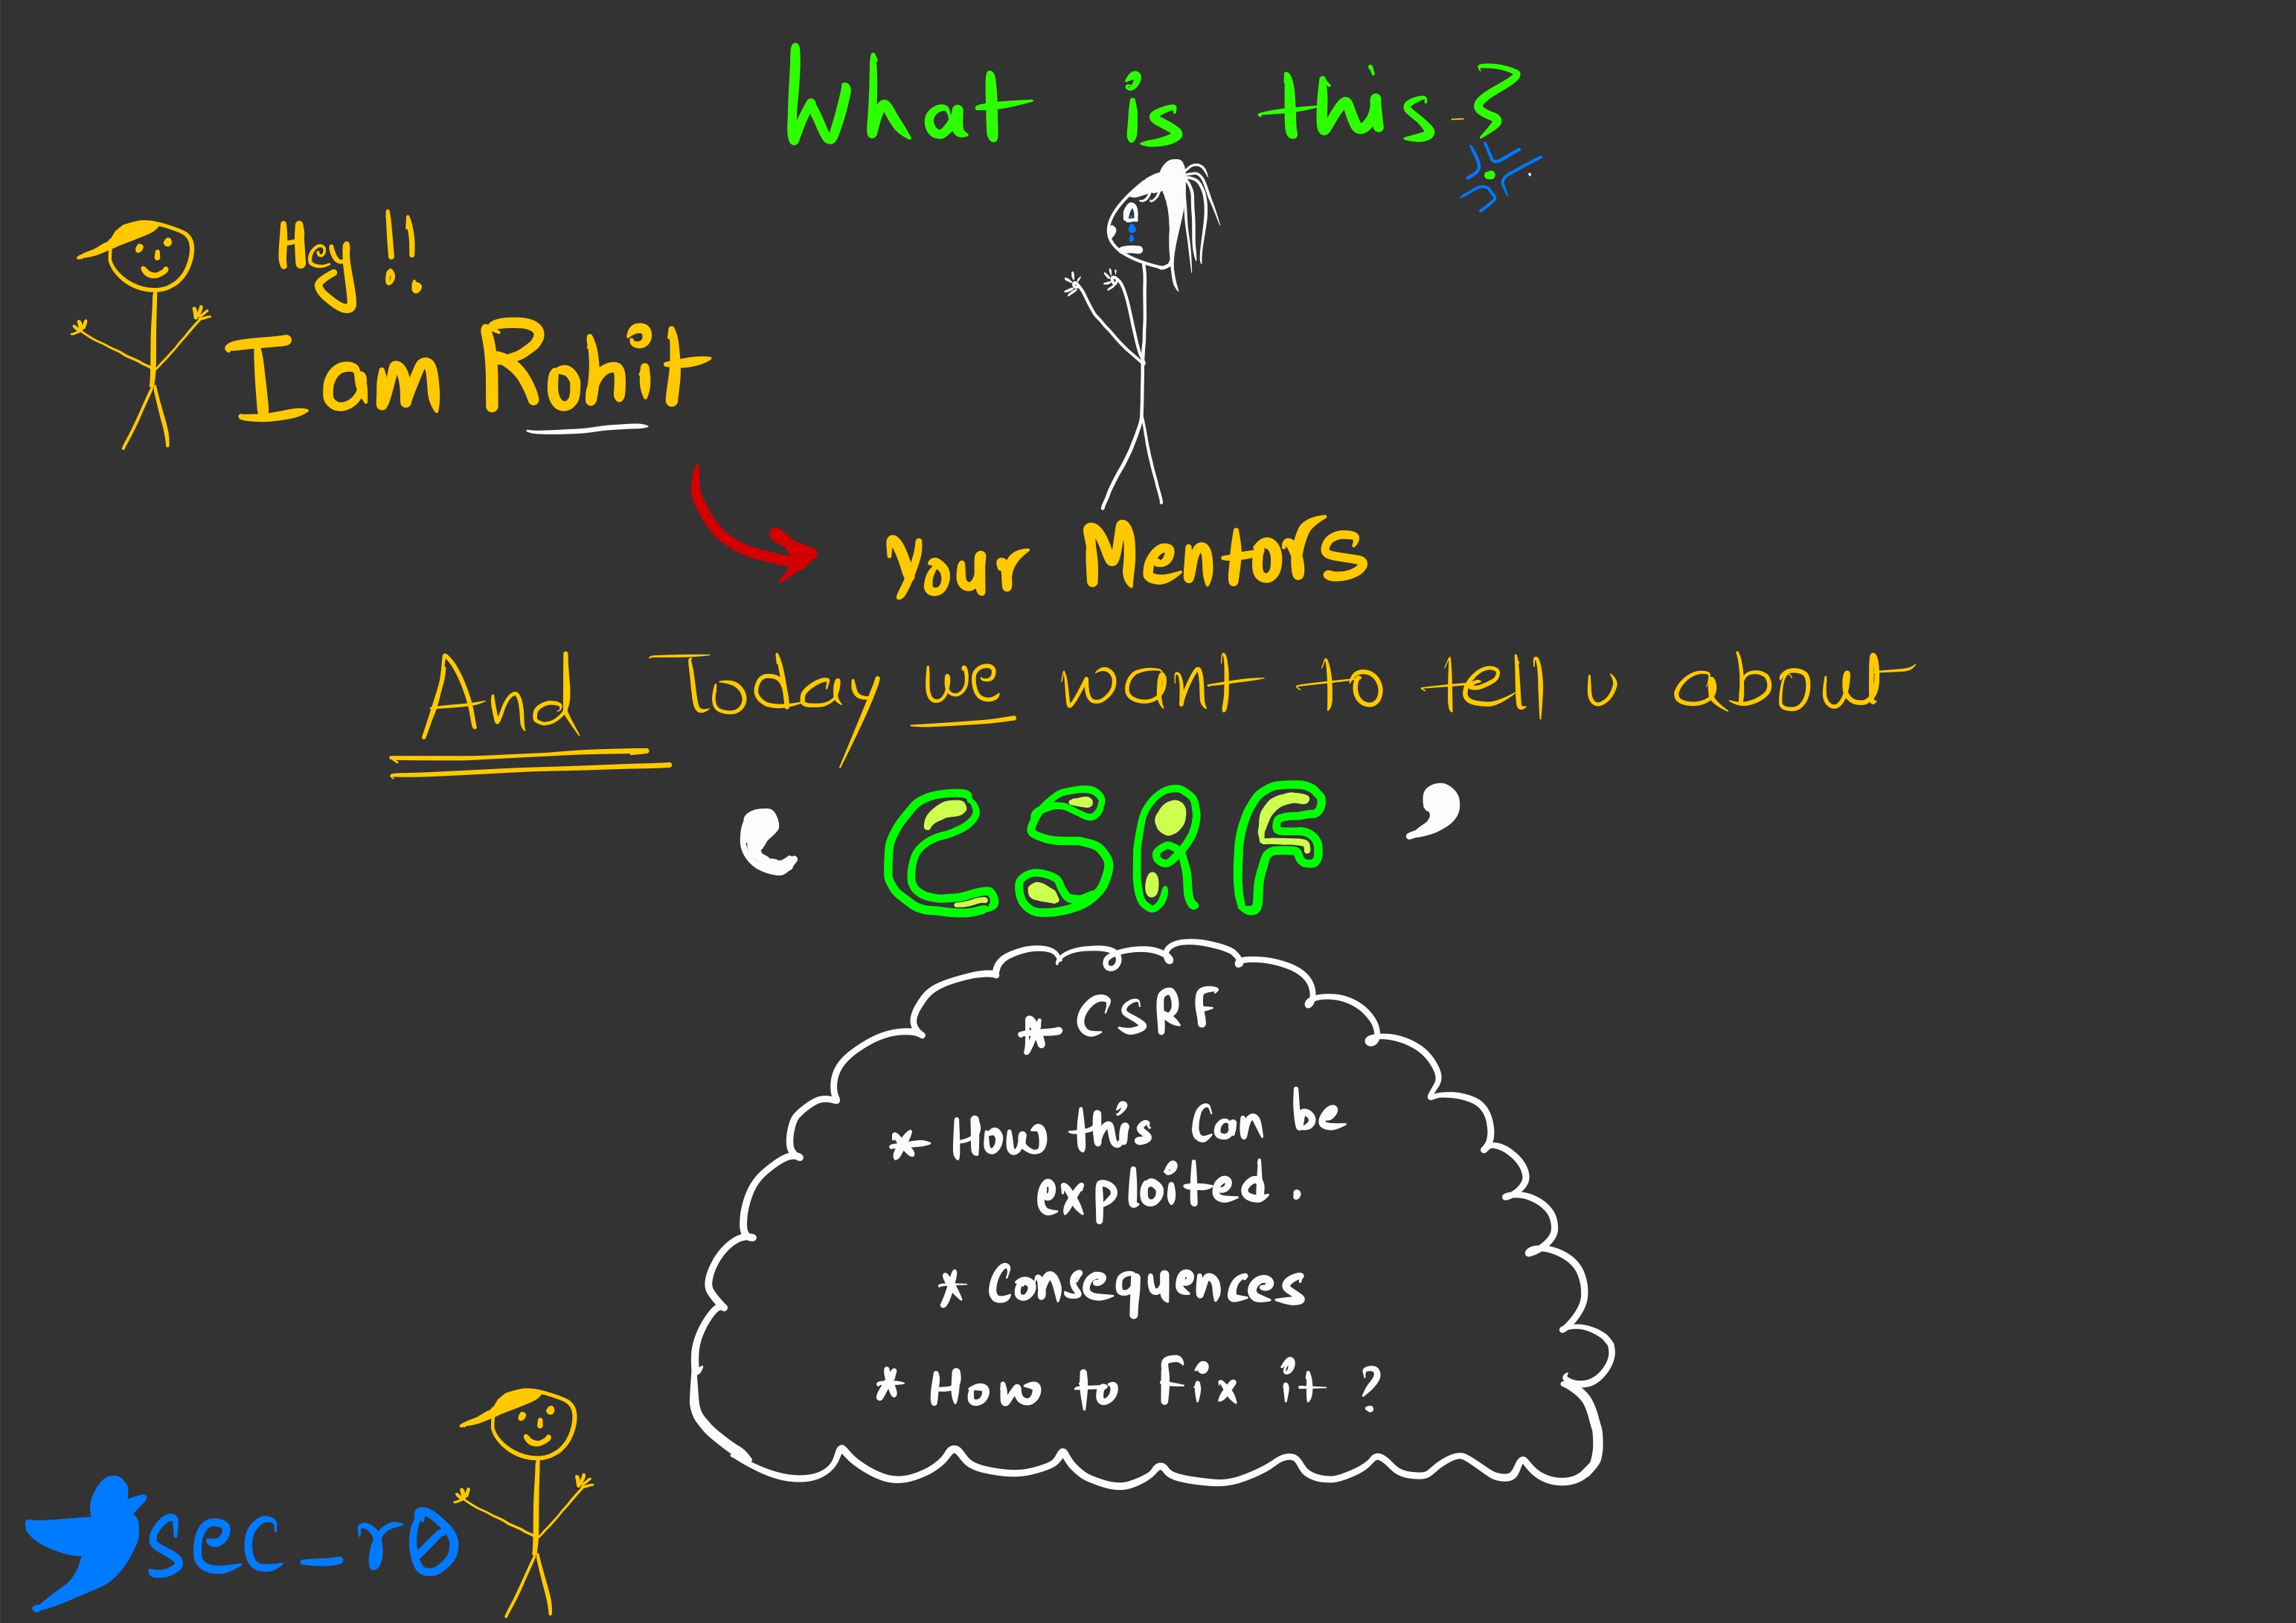 What is this ?
Hey !!
I am Rohit
Your Mentors
And Today we want to tell u about
‘ CSRF ’
* CSRF
* How this can be
exploited.
* Consequences
* How to Fix it ?
sec_r0